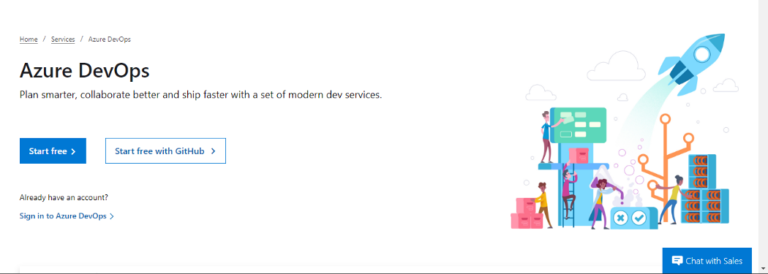 Home / Services / Azure DevOps
Azure DevOps
Plan smarter, collaborate better and ship faster with a set of modern dev services.
Start free >
Start free with GitHub >
Already have an account?
Sign in to Azure DevOps >
Chat with Sales